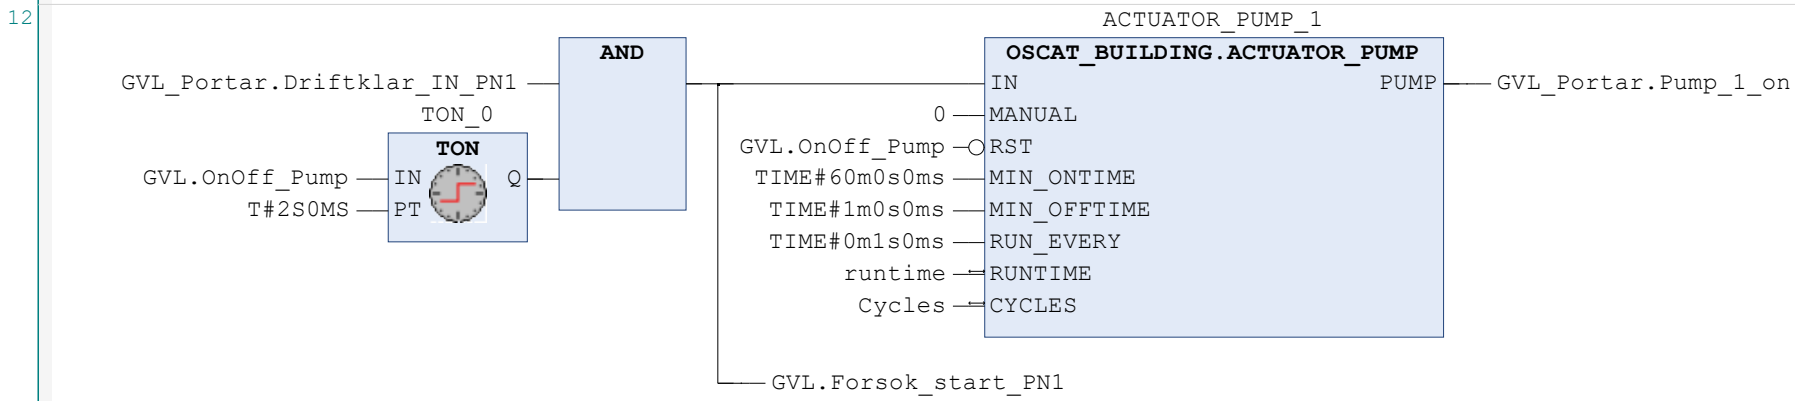 12
ACTUATOR_PUMP_1
AND
OSCAT_BUILDING.ACTUATOR_PUMP
GVL_Portar.Driftklar_IN_PN1
IN
PUMP
GVL_Portar.Pump_1_on
TON_0
0
MANUAL
TON
GVL.OnOff_Pump
RST
GVL.OnOff_Pump
IN
Q
TIME#60m0s0ms
MIN_ONTIME
T#2S0MS
PT
TIME#1m0s0ms
MIN_OFFTIME
TIME#0m1s0ms
RUN_EVERY
runtime
RUNTIME
Cycles
CYCLES
GVL.Forsok_start_PN1